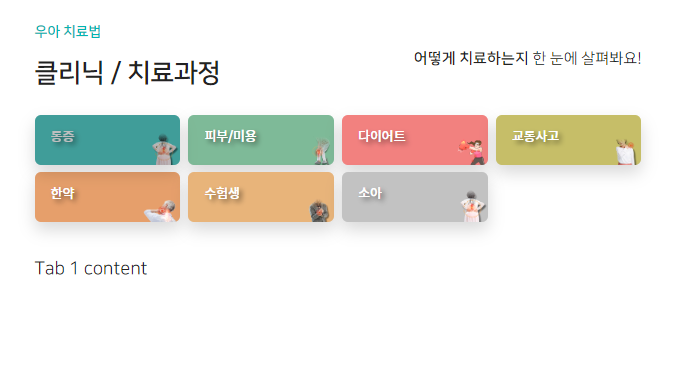 우아 치료법
클리닉 / 치료과정
어떻게 치료하는지 한 눈에 살펴봐요!
통증
피부/미용
다이어트
교통사고
한약
수험생
소아
Tab 1 content